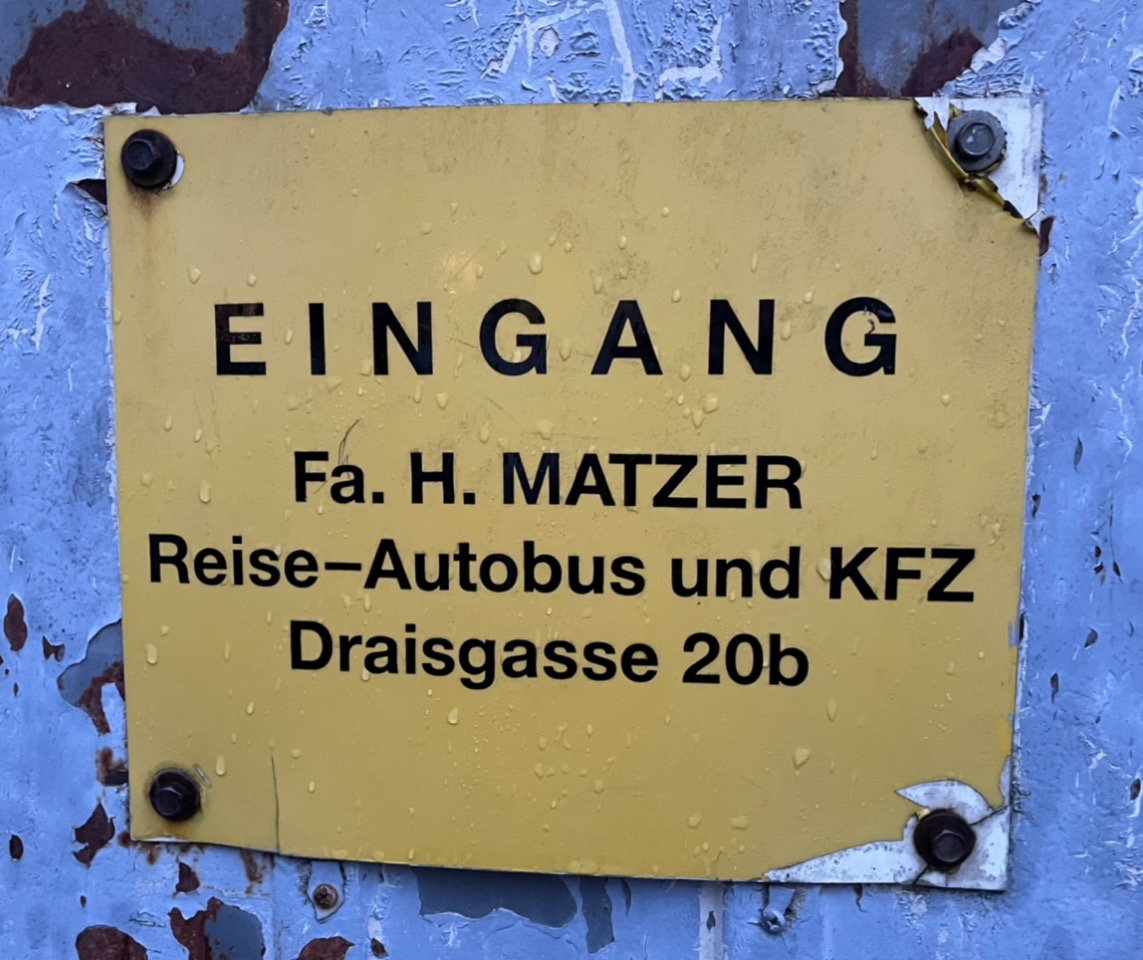 EINGANG
Fa. H. MATZER
Reise-Autobus und KFZ
Draisgasse 20b